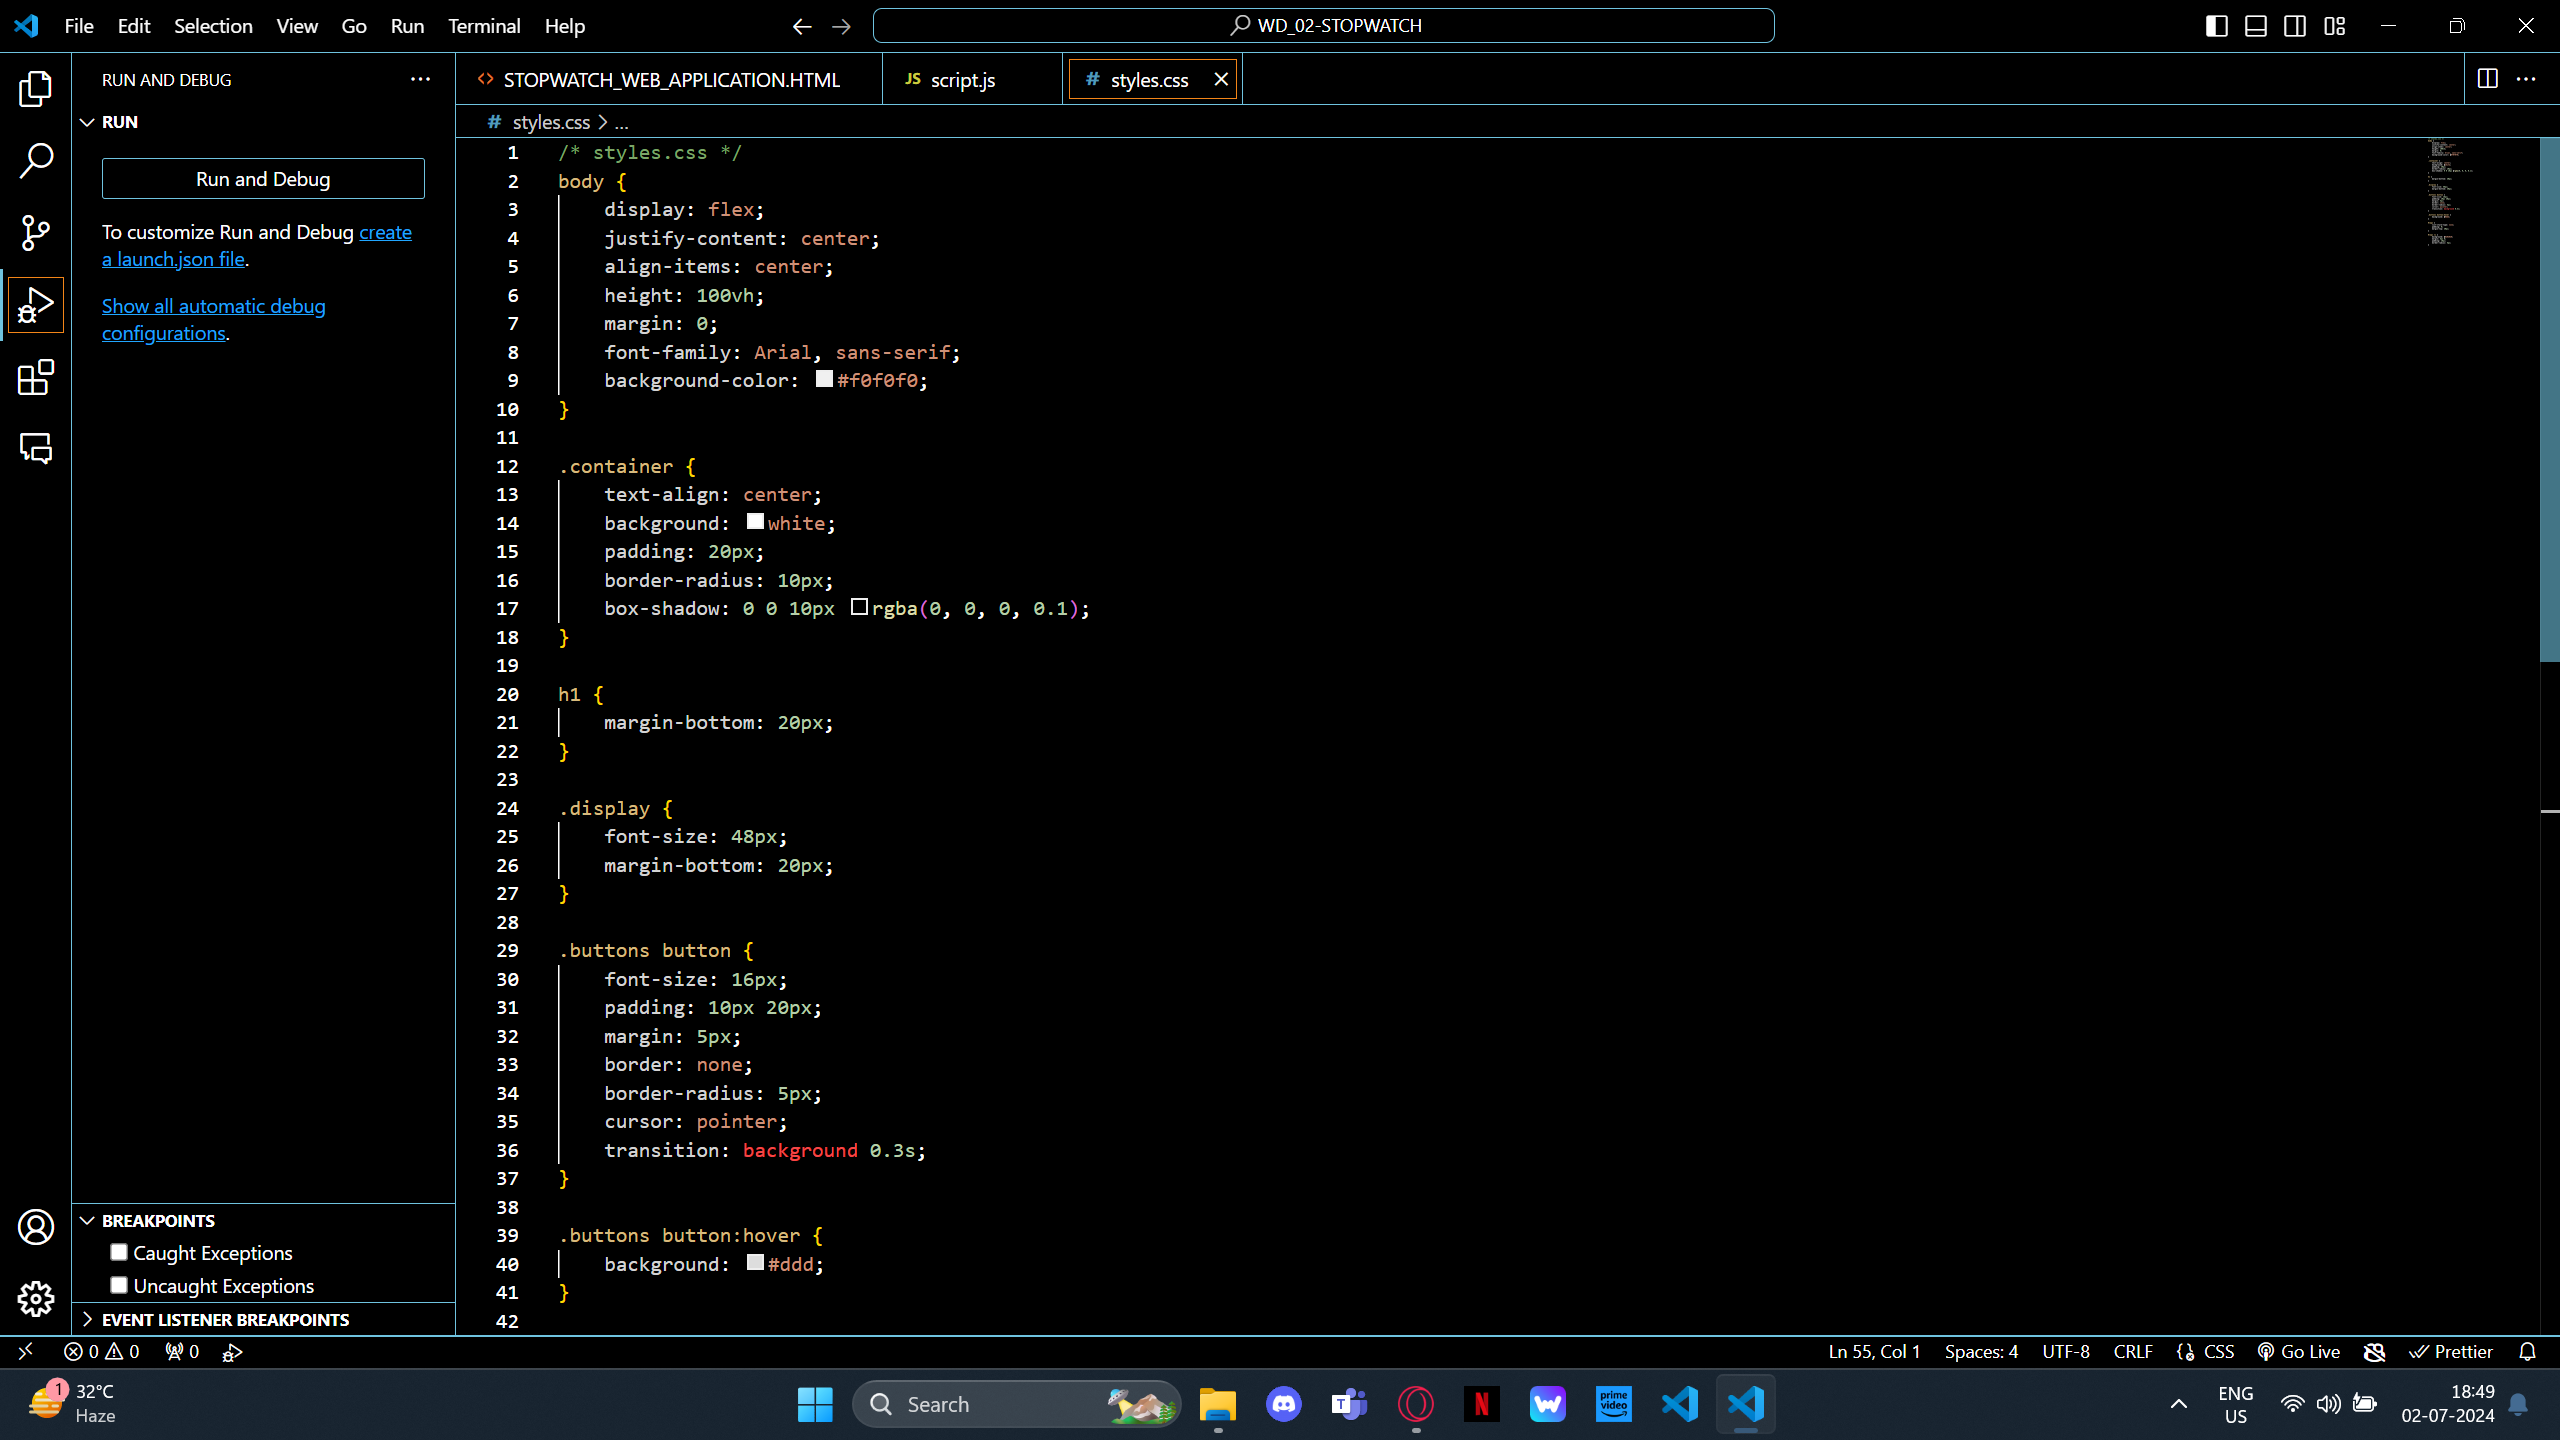 File Edit Selection View Go Run Terminal Help
WD_02-STOPWATCH
RUN AND DEBUG
RUN
Run and Debug
To customize Run and Debug create
a launch.json file.
Show all automatic debug
configurations.
BREAKPOINTS
Caught Exceptions
Uncaught Exceptions
EVENT LISTENER BREAKPOINTS
<> STOPWATCH_WEB_APPLICATION.HTML
JS script.js
# styles.css
# styles.css > ...
1 /* styles.css */
2 body {
3 display: flex;
4 justify-content: center;
5 align-items: center;
6 height: 100vh;
7 margin: 0;
8 font-family: Arial, sans-serif;
9 background-color: #f0f0f0;
10 }
11
12 .container {
13 text-align: center;
14 background: white;
15 padding: 20px;
16 border-radius: 10px;
17 box-shadow: 0 0 10px rgba(0, 0, 0, 0.1);
18 }
19
20 h1 {
21 margin-bottom: 20px;
22 }
23
24 .display {
25 font-size: 48px;
26 margin-bottom: 20px;
27 }
28
29 .buttons button {
30 font-size: 16px;
31 padding: 10px 20px;
32 margin: 5px;
33 border: none;
34 border-radius: 5px;
35 cursor: pointer;
36 transition: background 0.3s;
37 }
38
39 .buttons button:hover {
40 background: #ddd;
41 }
42
0 0 0
Ln 55, Col 1 Spaces: 4 UTF-8 CRLF CSS Go Live Prettier
1 32°C
Haze
Search
T
N
prime
video
ENG
US
18:49
02-07-2024